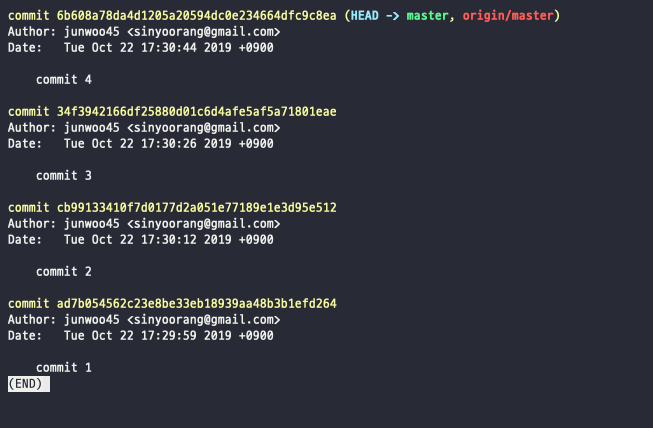 commit 6b608a78da4d1205a20594dc0e234664dfc9c8ea (HEAD -> master, origin/master)
Author: junwoo45 <sinyoorang@gmail.com>
Date:   Tue Oct 22 17:30:44 2019 +0900
    commit 4
commit 34f3942166df25880d01c6d4afe5af5a71801eae
Author: junwoo45 <sinyoorang@gmail.com>
Date:   Tue Oct 22 17:30:26 2019 +0900
    commit 3
commit cb99133410f7d0177d2a051e77189e1e3d95e512
Author: junwoo45 <sinyoorang@gmail.com>
Date:   Tue Oct 22 17:30:12 2019 +0900
    commit 2
commit ad7b054562c23e8be33eb18939aa48b3b1efd264
Author: junwoo45 <sinyoorang@gmail.com>
Date:   Tue Oct 22 17:29:59 2019 +0900
    commit 1
(END)